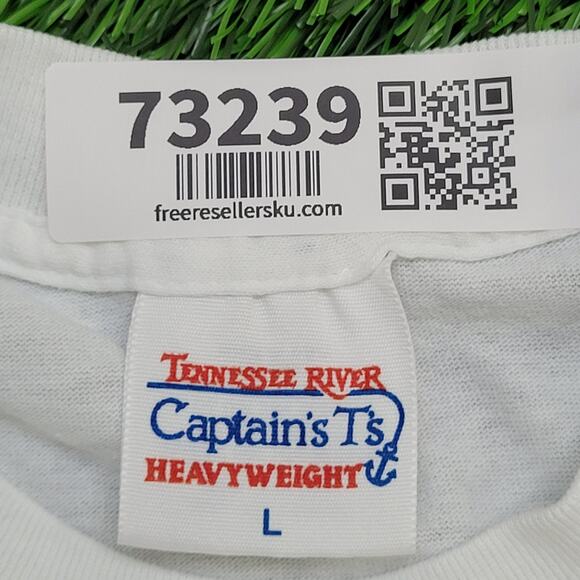 73239
freeresellersku.com
TENNESSEE RIVER
Captain's T's
HEAVYWEIGHT
L